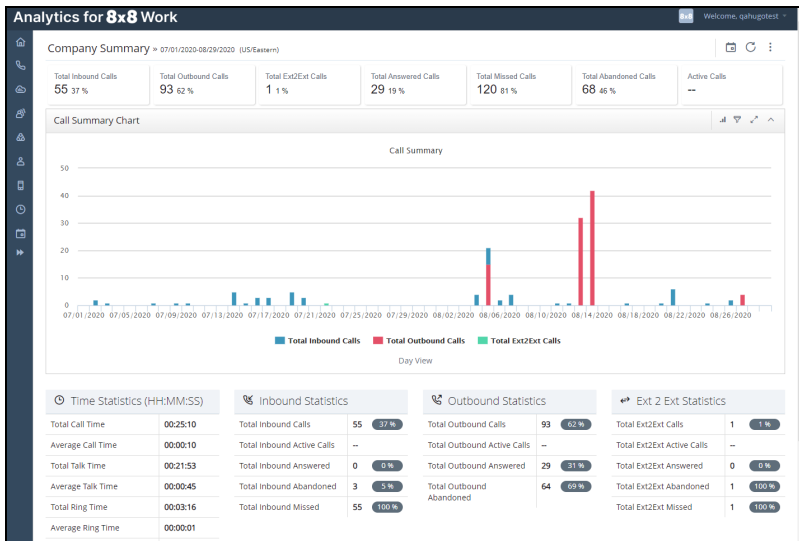 Analytics for 8x8 Work
8x8 Welcome, qahugotest
Company Summary » 07/01/2020-08/29/2020 (US/Eastern)
Total Inbound Calls Total Outbound Calls Total Ext2Ext Calls Total Answered Calls Total Missed Calls Total Abandoned Calls Active Calls
55 37 % 93 62 % 1 1 % 29 19 % 120 81 % 68 46 % --
Call Summary Chart
Call Summary
50
40
30
20
10
0
07/01/2020 07/05/2020 07/09/2020 07/13/2020 07/17/2020 07/21/2020 07/25/2020 07/29/2020 08/02/2020 08/06/2020 08/10/2020 08/14/2020 08/18/2020 08/22/2020 08/26/2020
Total Inbound Calls Total Outbound Calls Total Ext2Ext Calls
Day View
Time Statistics (HH:MM:SS)
Total Call Time 00:25:10
Average Call Time 00:00:10
Total Talk Time 00:21:53
Average Talk Time 00:00:45
Total Ring Time 00:03:16
Average Ring Time 00:00:01
Inbound Statistics
Total Inbound Calls 55 37 %
Total Inbound Active Calls --
Total Inbound Answered 0 0 %
Total Inbound Abandoned 3 5 %
Total Inbound Missed 55 100 %
Outbound Statistics
Total Outbound Calls 93 62 %
Total Outbound Active Calls --
Total Outbound Answered 29 31 %
Total Outbound 64 69 %
Abandoned
Ext 2 Ext Statistics
Total Ext2Ext Calls 1 1 %
Total Ext2Ext Active Calls --
Total Ext2Ext Answered 0 0 %
Total Ext2Ext Abandoned 1 100 %
Total Ext2Ext Missed 1 100 %